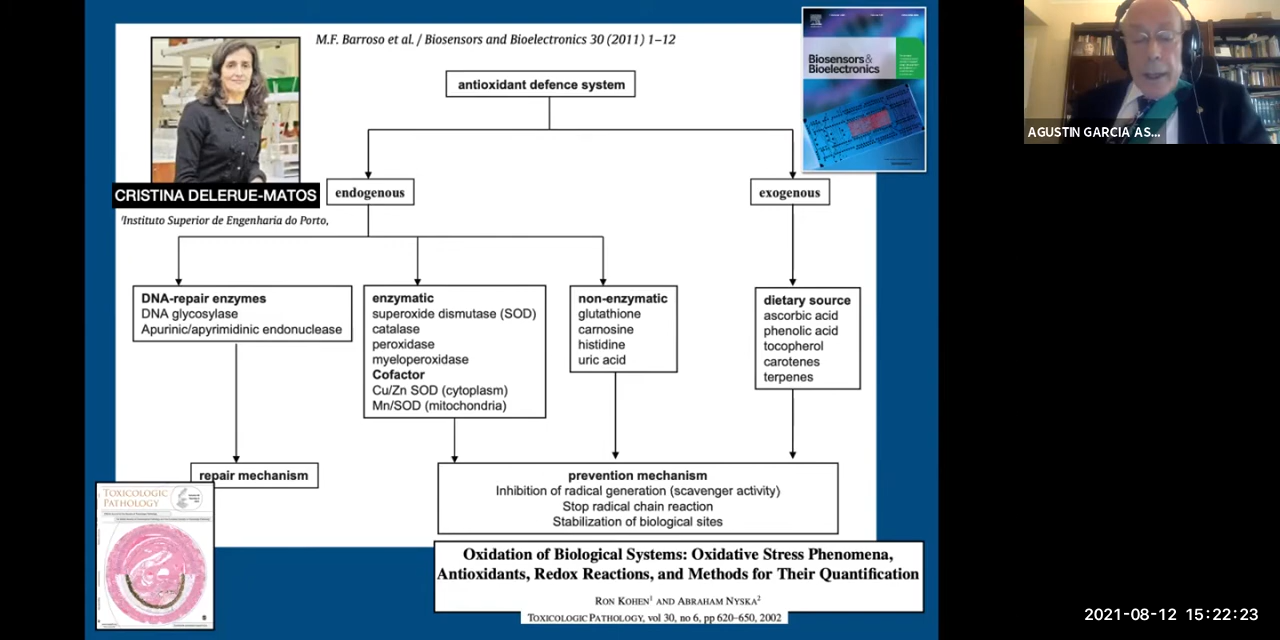 M.F. Barroso et al. / Biosensors and Bioelectronics 30 (2011) 1–12
Biosensors &
Bioelectronics
AGUSTIN GARCIA AS...
antioxidant defence system
CRISTINA DELERUE-MATOS
Instituto Superior de Engenharia do Porto,
endogenous
exogenous
DNA-repair enzymes
DNA glycosylase
Apurinic/apyrimidinic endonuclease
enzymatic
superoxide dismutase (SOD)
catalase
peroxidase
myeloperoxidase
Cofactor
Cu/Zn SOD (cytoplasm)
Mn/SOD (mitochondria)
non-enzymatic
glutathione
carnosine
histidine
uric acid
dietary source
ascorbic acid
phenolic acid
tocopherol
carotenes
terpenes
repair mechanism
prevention mechanism
Inhibition of radical generation (scavenger activity)
Stop radical chain reaction
Stabilization of biological sites
TOXICOLOGIC
PATHOLOGY
Oxidation of Biological Systems: Oxidative Stress Phenomena,
Antioxidants, Redox Reactions, and Methods for Their Quantification
RON KOHEN¹ AND ABRAHAM NYSKA²
TOXICOLOGIC PATHOLOGY, vol 30, no 6, pp 620–650, 2002
2021-08-12 15:22:23